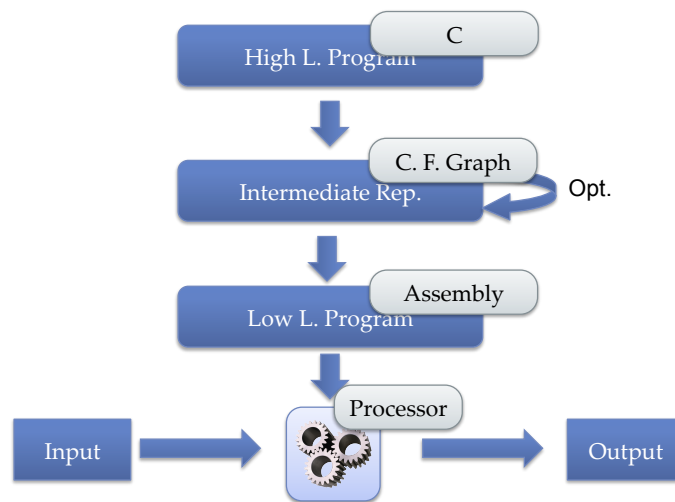 C
High L. Program
C. F. Graph
Intermediate Rep.
Opt.
Assembly
Low L. Program
Processor
Input
Output